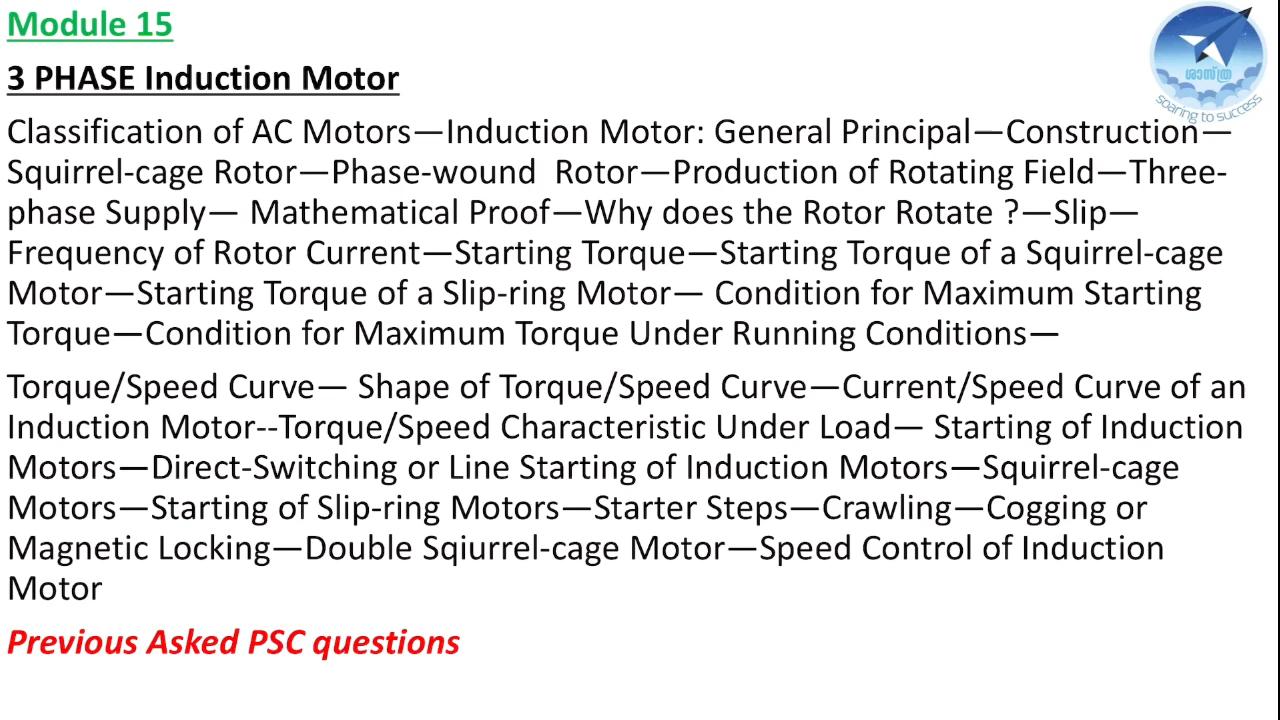 Module 15
3 PHASE Induction Motor
Classification of AC Motors—Induction Motor: General Principal—Construction—
Squirrel-cage Rotor—Phase-wound  Rotor—Production of Rotating Field—Three-
phase Supply— Mathematical Proof—Why does the Rotor Rotate ?—Slip—
Frequency of Rotor Current—Starting Torque—Starting Torque of a Squirrel-cage
Motor—Starting Torque of a Slip-ring Motor— Condition for Maximum Starting
Torque—Condition for Maximum Torque Under Running Conditions—
Torque/Speed Curve— Shape of Torque/Speed Curve—Current/Speed Curve of an
Induction Motor--Torque/Speed Characteristic Under Load— Starting of Induction
Motors—Direct-Switching or Line Starting of Induction Motors—Squirrel-cage
Motors—Starting of Slip-ring Motors—Starter Steps—Crawling—Cogging or
Magnetic Locking—Double Sqiurrel-cage Motor—Speed Control of Induction
Motor
Previous Asked PSC questions
ശാസ്ത്ര
soaring to success